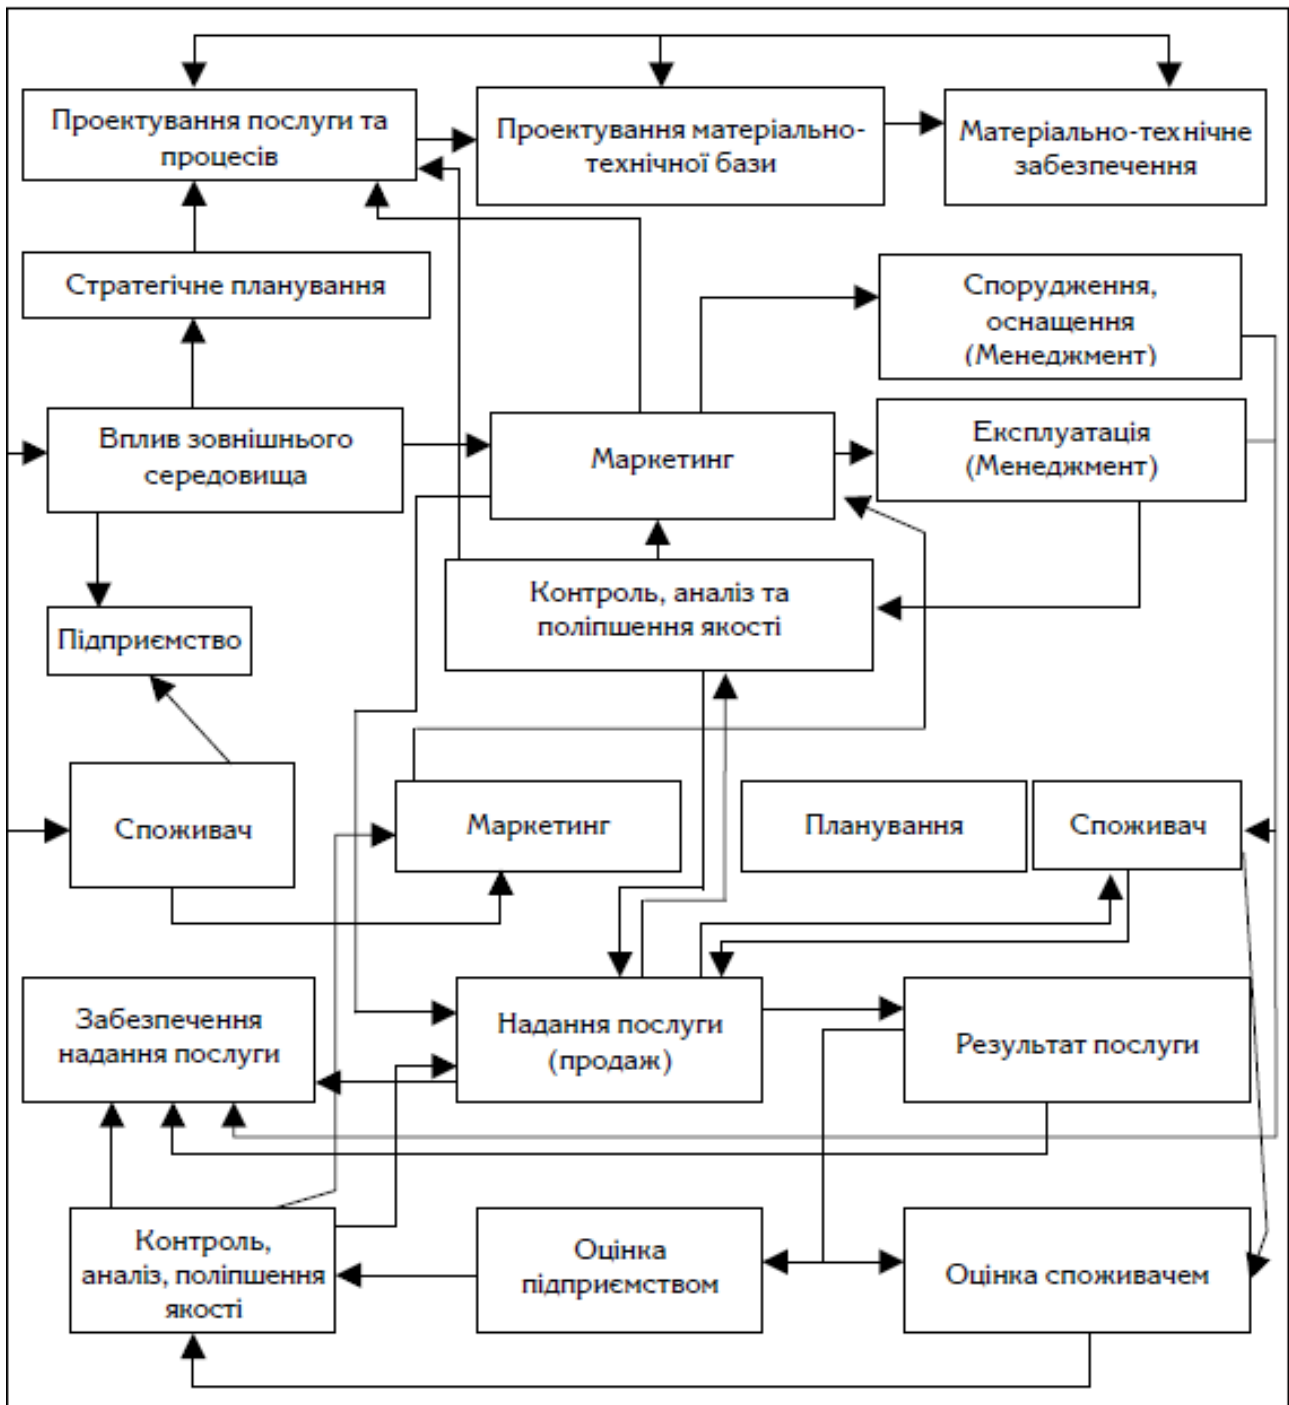 Проектування послуги та
процесів
Проектування матеріально-
технічної бази
Матеріально-технічне
забезпечення
Стратегічне планування
Спорудження,
оснащення
(Менеджмент)
Вплив зовнішнього
середовища
Маркетинг
Експлуатація
(Менеджмент)
Контроль, аналіз та
поліпшення якості
Підприємство
Споживач
Маркетинг
Планування
Споживач
Забезпечення
надання послуги
Надання послуги
(продаж)
Результат послуги
Контроль,
аналіз, поліпшення
якості
Оцінка
підприємством
Оцінка споживачем